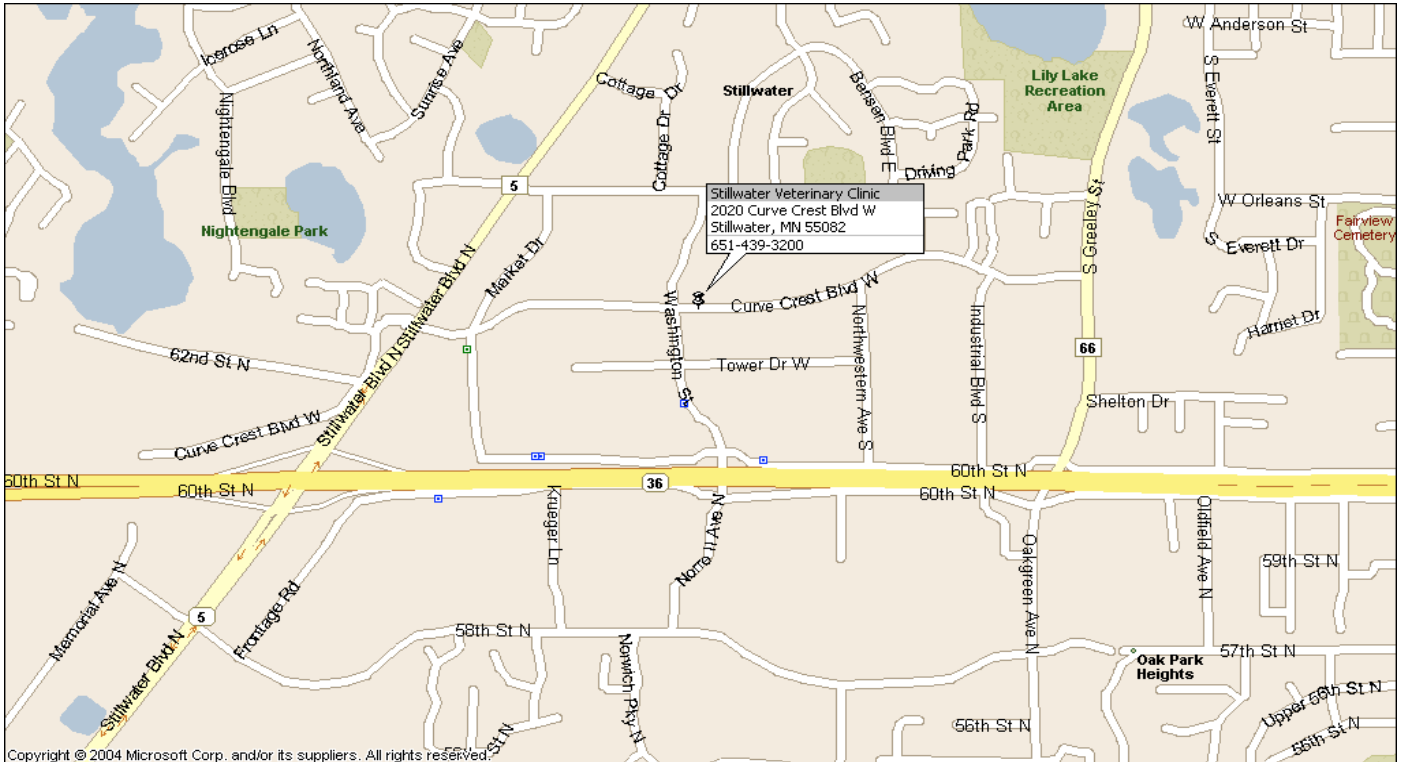 W Anderson St
Icerose Ln
Northland Ave
Sunrise Ave
Cottage Dr
Stillwater
Benson Blvd E
Lily Lake
Recreation
Area
S Everett St
Nightengale Blvd
Cottage Dr
Driving Park Rd
5
Stillwater Veterinary Clinic
2020 Curve Crest Blvd W
Stillwater, MN 55082
651-439-3200
W Orleans St
Fairview
Cemetery
Nightengale Park
Market Dr
S Greeley St
S Everett Dr
Stillwater Blvd N
Stillwater Blvd N
Washington St
Curve Crest Blvd W
Northwestern Ave S
Industrial Blvd S
Harriet Dr
62nd St N
Tower Dr W
66
Shelton Dr
Curve Crest Blvd W
60th St N
60th St N
36
60th St N
60th St N
Krueger Ln
Norell Ave N
Oakgreen Ave N
Oldfield Ave N
59th St N
Memorial Ave N
Frontage Rd
5
58th St N
Norwich Pky N
57th St N
Oak Park
Heights
Stillwater Blvd N
Upper 56th St N
56th St N
55th St N
Copyright © 2004 Microsoft Corp. and/or its suppliers. All rights reserved.